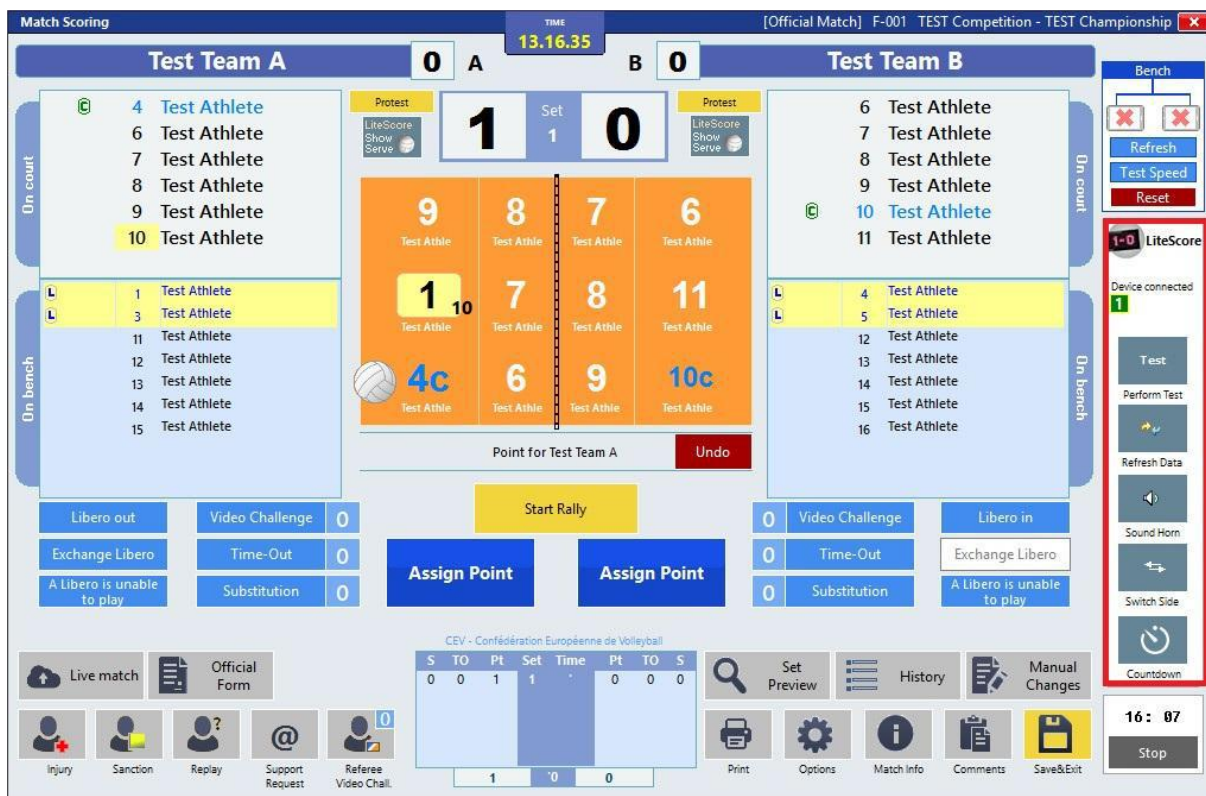 Match Scoring
TIME
13.16.35
[Official Match] F-001 TEST Competition - TEST Championship
Test Team A
0 A
B 0
Test Team B
On court
C 4 Test Athlete
6 Test Athlete
7 Test Athlete
8 Test Athlete
9 Test Athlete
10 Test Athlete
On bench
L 1 Test Athlete
L 3 Test Athlete
11 Test Athlete
12 Test Athlete
13 Test Athlete
14 Test Athlete
15 Test Athlete
Protest
LiteScore
Show
Serve
1
Set
1
0
Protest
LiteScore
Show
Serve
9 8 7 6
Test Athle Test Athle Test Athle Test Athle
1 10 7 8 11
Test Athle Test Athle Test Athle Test Athle
4c 6 9 10c
Test Athle Test Athle Test Athle Test Athle
Point for Test Team A
Undo
Start Rally
Assign Point
Assign Point
On court
6 Test Athlete
7 Test Athlete
8 Test Athlete
9 Test Athlete
C 10 Test Athlete
11 Test Athlete
On bench
L 4 Test Athlete
L 5 Test Athlete
12 Test Athlete
13 Test Athlete
14 Test Athlete
15 Test Athlete
16 Test Athlete
Libero out
Video Challenge 0
Exchange Libero
Time-Out 0
A Libero is unable
to play
Substitution 0
0 Video Challenge
Libero in
0 Time-Out
Exchange Libero
0 Substitution
A Libero is unable
to play
CEV - Confédération Européenne de Volleyball
S TO Pt Set Time Pt TO S
0 0 1 1 ' 0 0 0
1 '0 0
Live match
Official
Form
Set
Preview
History
Manual
Changes
Injury
Sanction
?
Replay
@
Support
Request
0
Referee
Video Chall.
Print
Options
Match Info
Comments
Save&Exit
Bench
Refresh
Test Speed
Reset
1-0 LiteScore
Device connected
1
Test
Perform Test
Refresh Data
Sound Horn
Switch Side
Countdown
16: 07
Stop